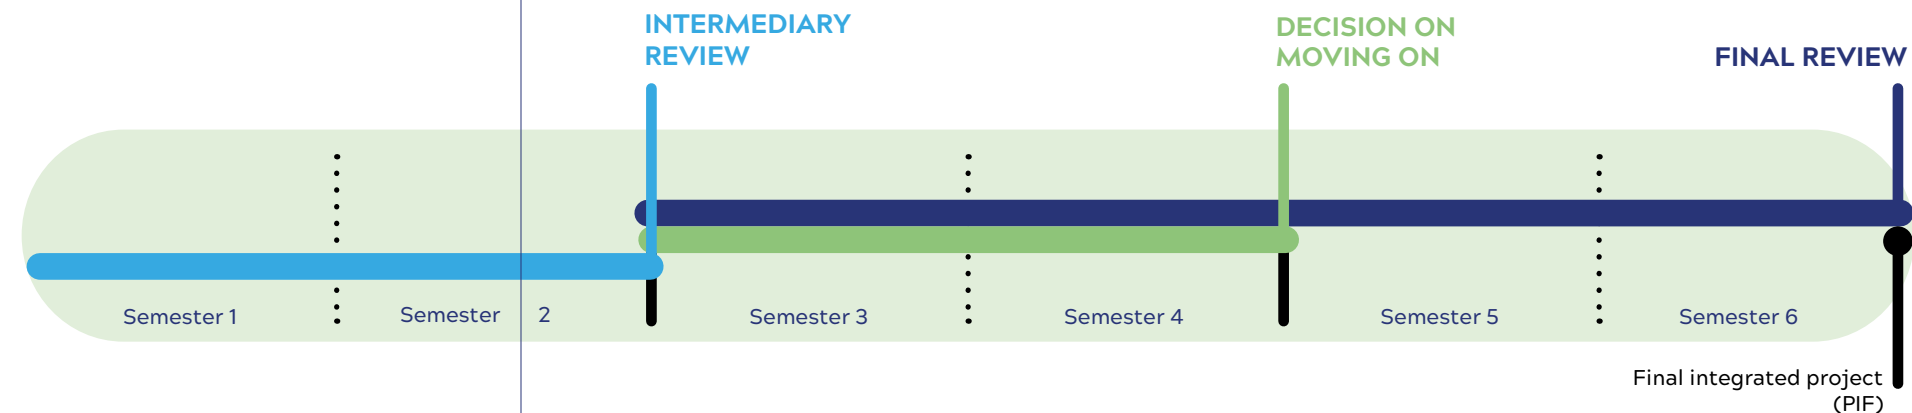 INTERMEDIARY
REVIEW
DECISION ON
MOVING ON
FINAL REVIEW
Semester 1
Semester 2
Semester 3
Semester 4
Semester 5
Semester 6
Final integrated project
(PIF)